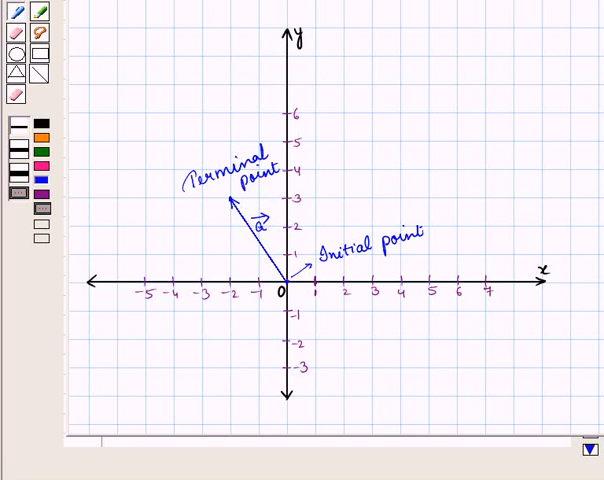 y
6
5
Terminal
point
4
3
a
2
1
Initial point
x
-5 -4 -3 -2 -1 0 1 2 3 4 5 6 7
-1
-2
-3